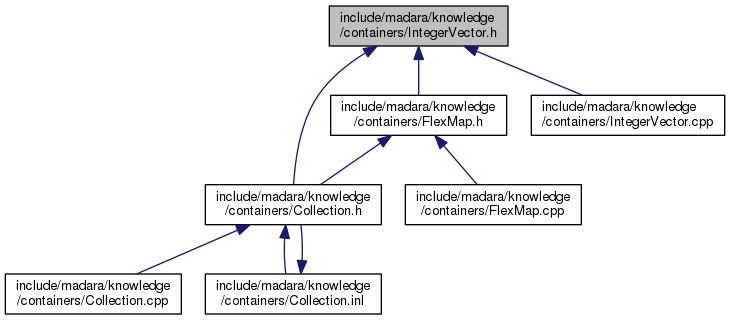 include/madara/knowledge
/containers/IntegerVector.h
include/madara/knowledge
/containers/FlexMap.h
include/madara/knowledge
/containers/IntegerVector.cpp
include/madara/knowledge
/containers/Collection.h
include/madara/knowledge
/containers/FlexMap.cpp
include/madara/knowledge
/containers/Collection.cpp
include/madara/knowledge
/containers/Collection.inl